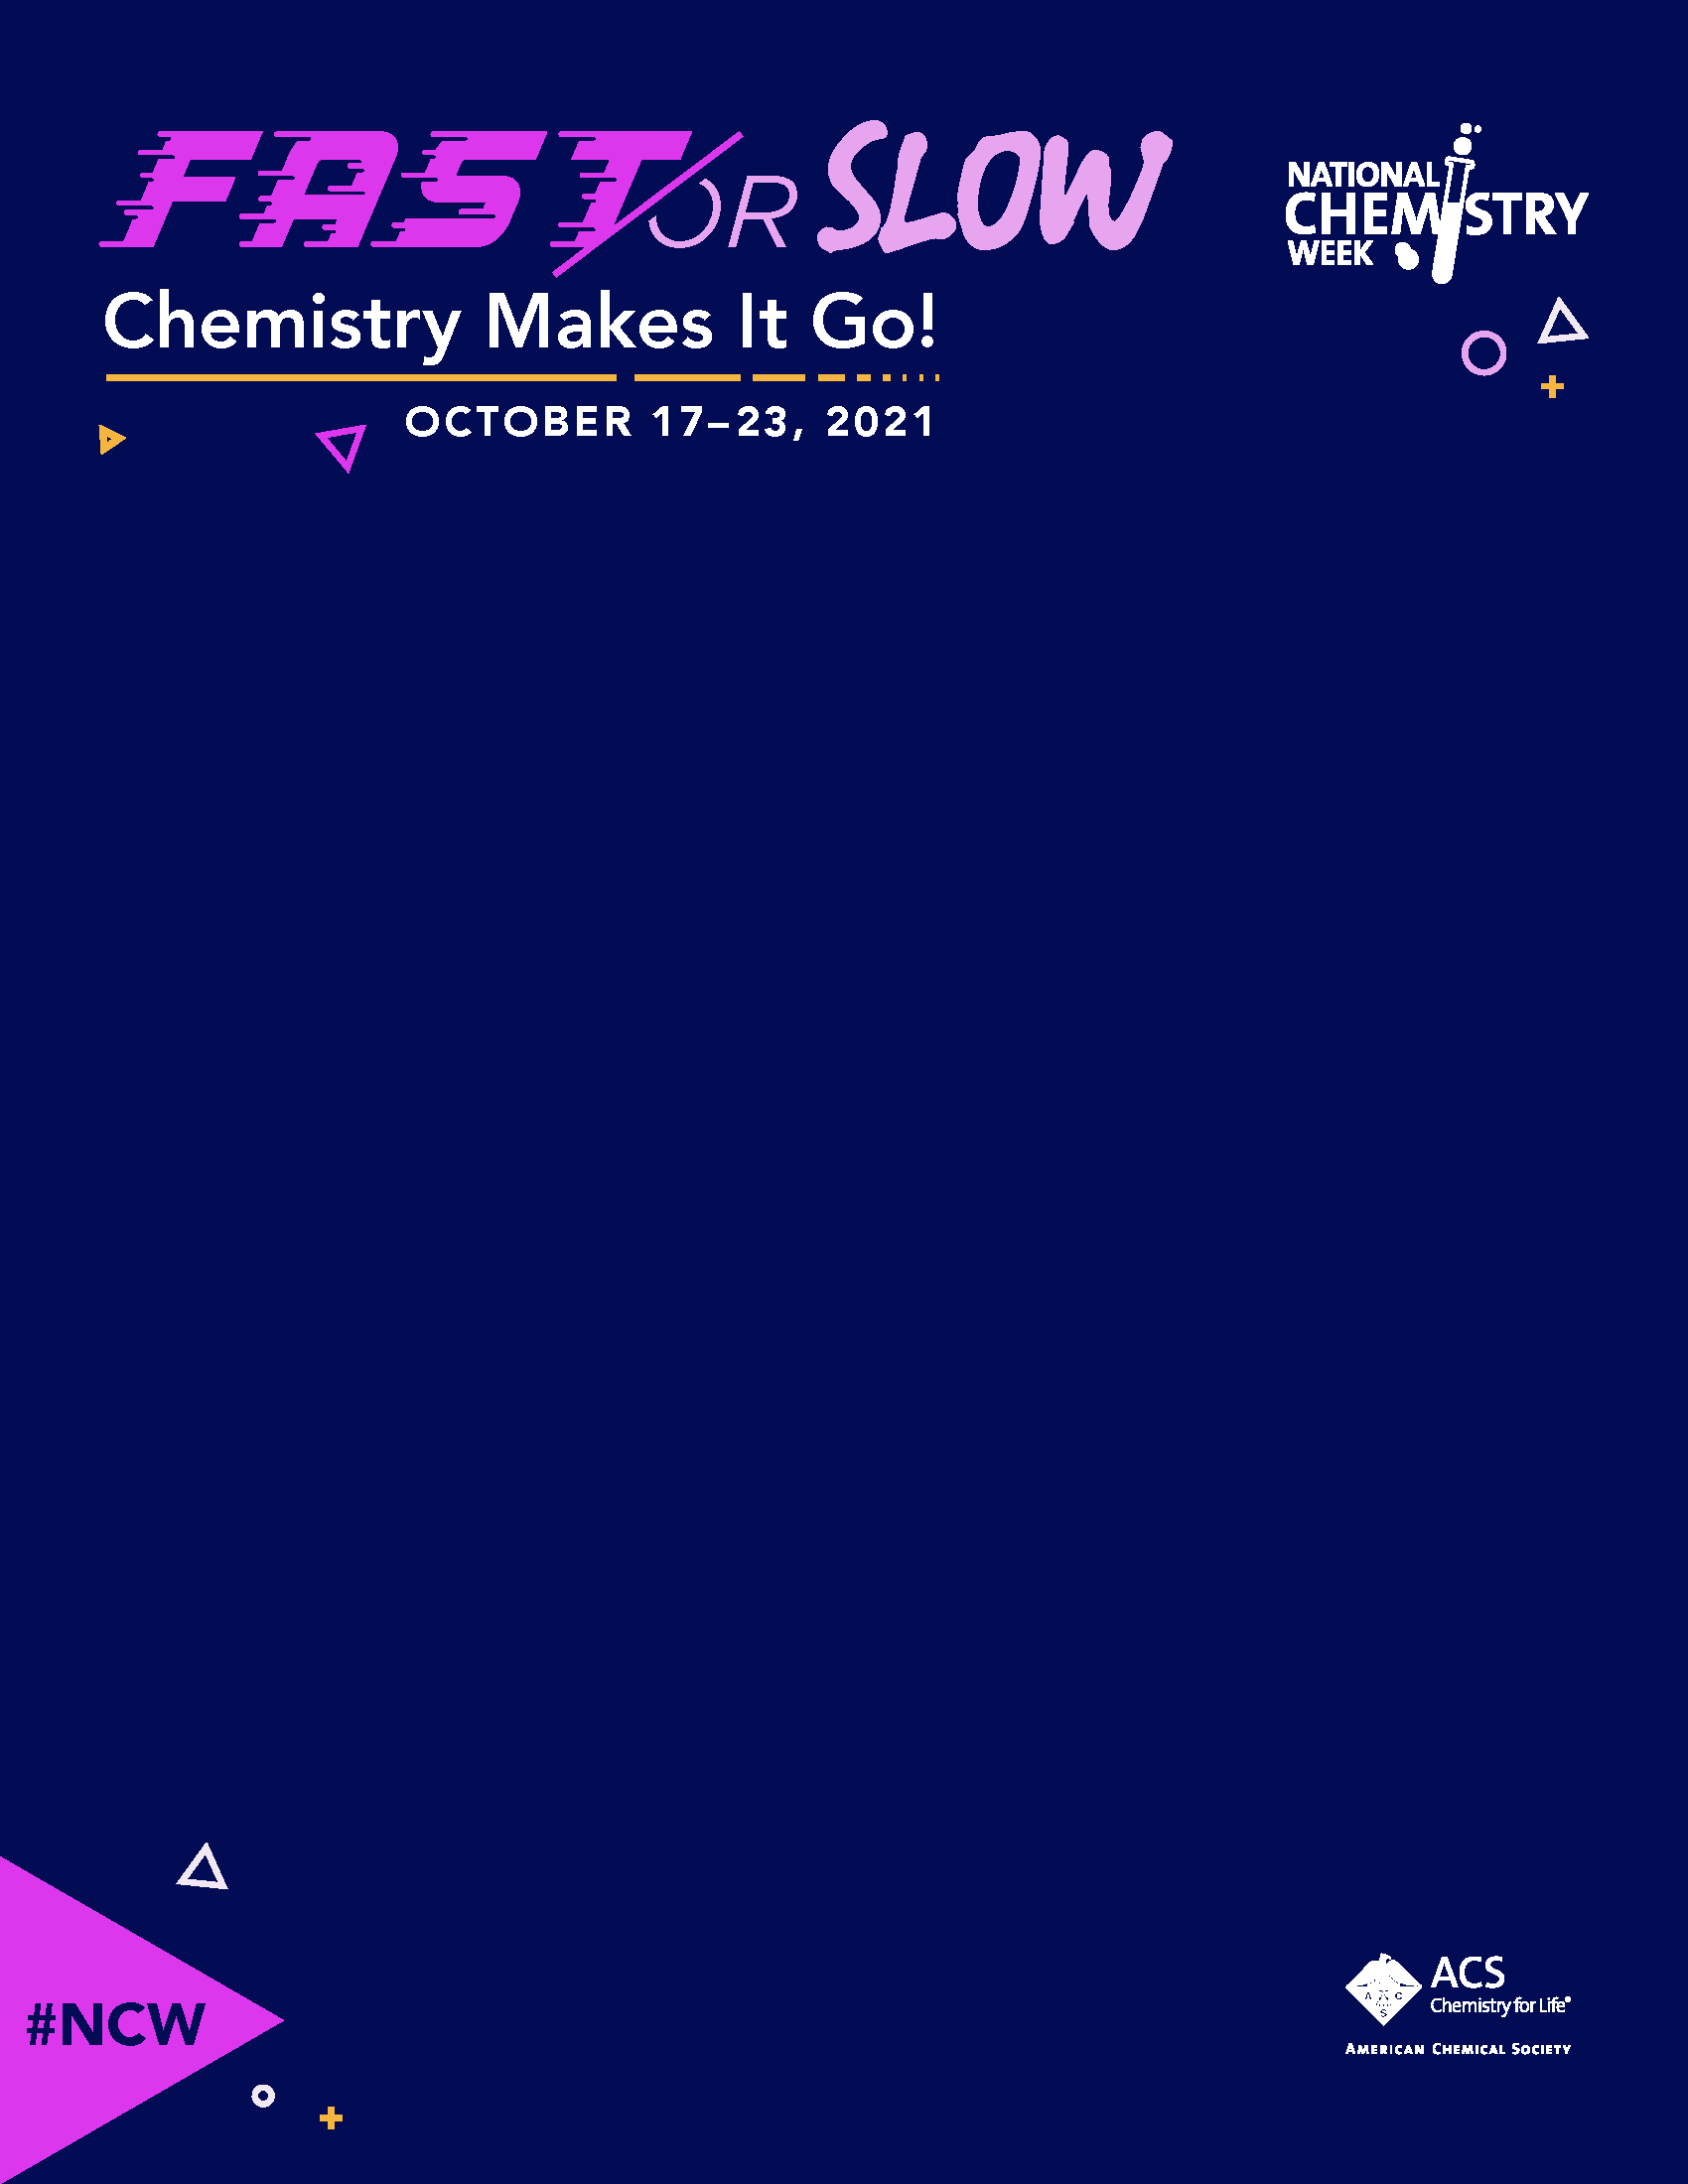 FAST OR SLOW
Chemistry Makes It Go!
OCTOBER 17–23, 2021
NATIONAL
CHEMISTRY
WEEK
#NCW
A C
S
ACS
Chemistry for Life®
AMERICAN CHEMICAL SOCIETY